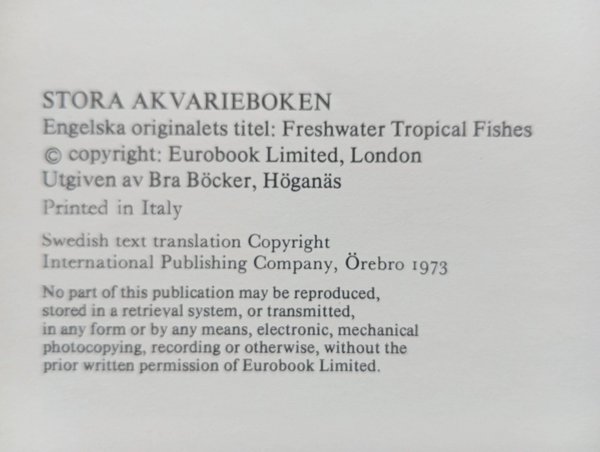 STORA AKVARIEBOKEN
Engelska originalets titel: Freshwater Tropical Fishes
© copyright: Eurobook Limited, London
Utgiven av Bra Böcker, Höganäs
Printed in Italy
Swedish text translation Copyright
International Publishing Company, Örebro 1973
No part of this publication may be reproduced,
stored in a retrieval system, or transmitted,
in any form or by any means, electronic, mechanical
photocopying, recording or otherwise, without the
prior written permission of Eurobook Limited.